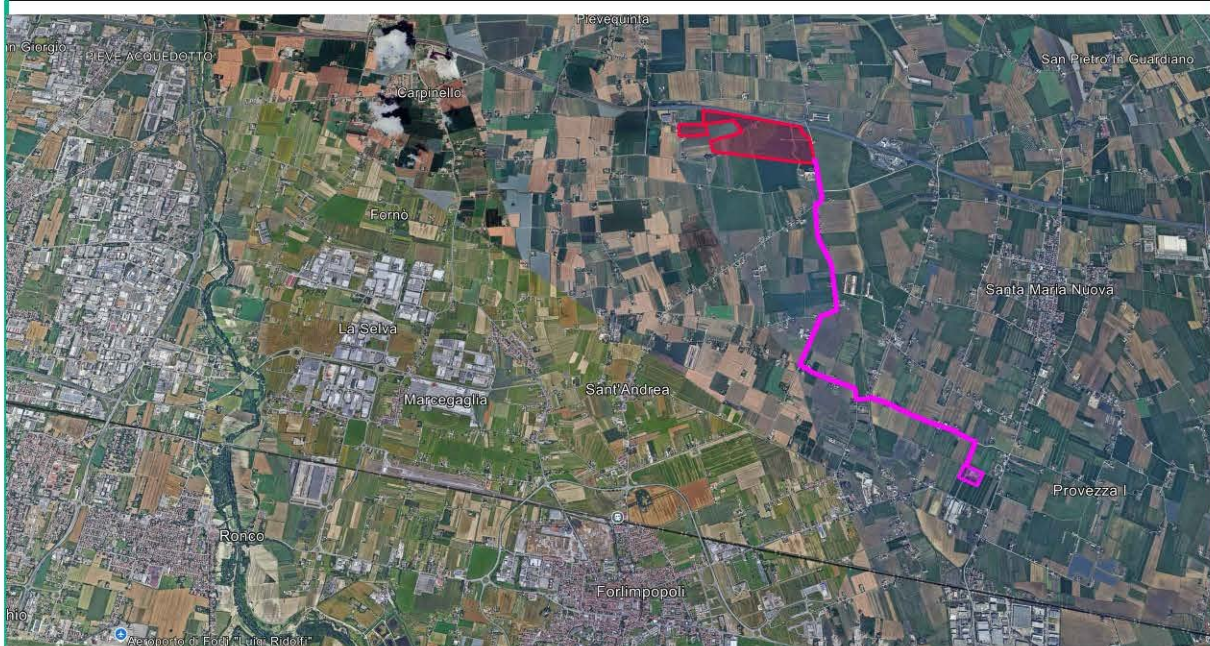 Pievequinta
n Giorgio
PIEVE ACQUEDOTTO
San Pietro In Guardiano
Carpinello
Fornò
Santa Maria Nuova
La Selva
Sant'Andrea
Marcegaglia
Provezza I
Ronco
Forlimpopoli
hio
Aeroporto di Forlì "Luigi Ridolfi"